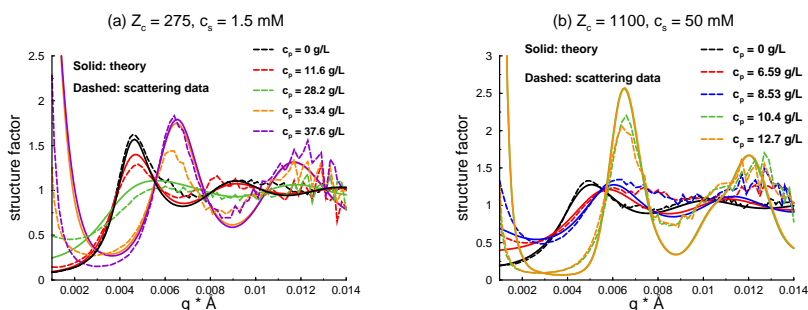 (a) Z_c = 275, c_s = 1.5 mM
structure factor
2.5
2
1.5
1
0.5
0
Solid: theory
Dashed: scattering data
c_p = 0 g/L
c_p = 11.6 g/L
c_p = 28.2 g/L
c_p = 33.4 g/L
c_p = 37.6 g/L
0.002 0.004 0.006 0.008 0.01 0.012 0.014
q * Å
(b) Z_c = 1100, c_s = 50 mM
structure factor
3
2.5
2
1.5
1
0.5
0
Solid: theory
Dashed: scattering data
c_p = 0 g/L
c_p = 6.59 g/L
c_p = 8.53 g/L
c_p = 10.4 g/L
c_p = 12.7 g/L
0.002 0.004 0.006 0.008 0.01 0.012 0.014
q * Å